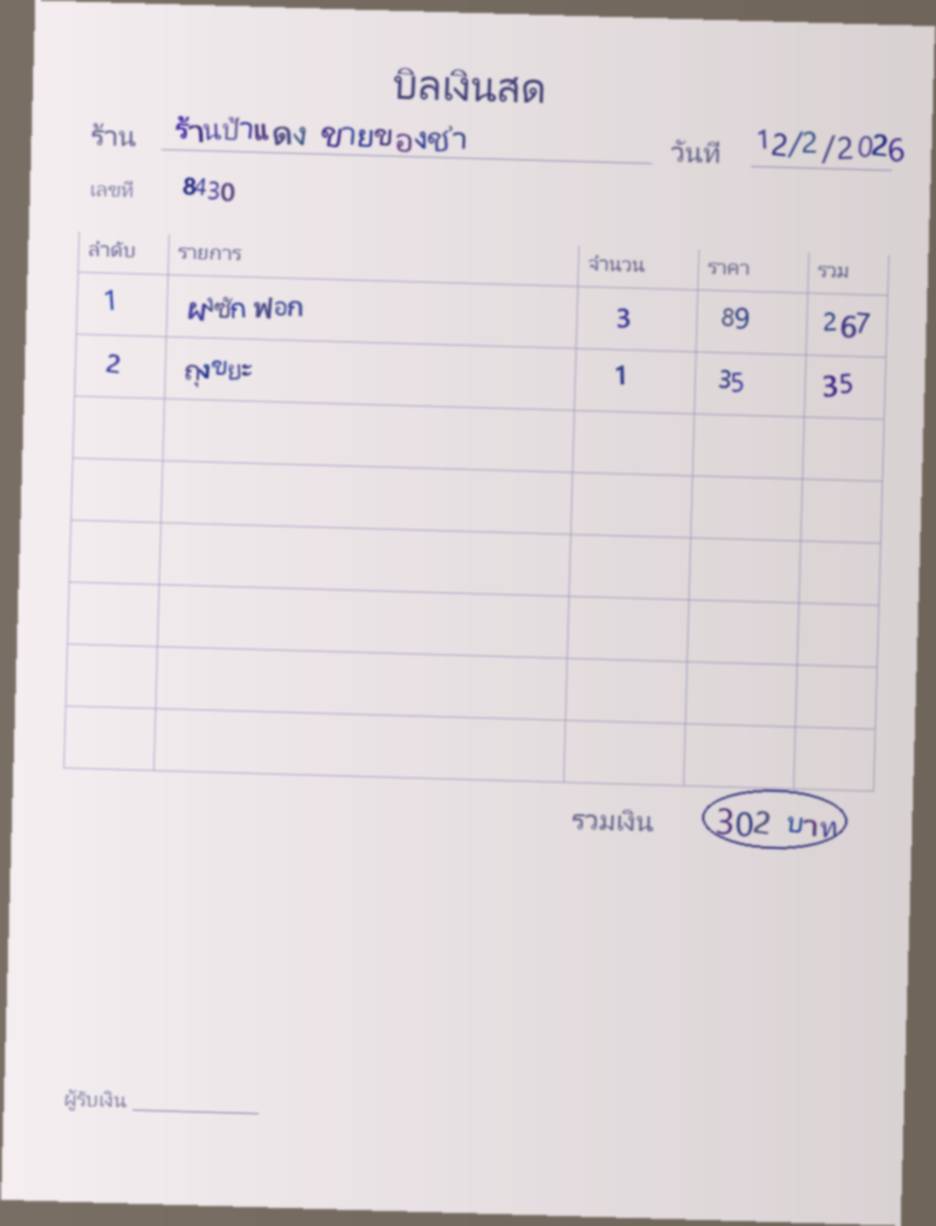 บิลเงินสด
ร้าน ร้านป้าแดง ขายของชำ วันที่ 12/2/2026
เลขที่ 8430
ลำดับ รายการ จำนวน ราคา รวม
1 ผงซักฟอก 3 89 267
2 ถุงขยะ 1 35 35
รวมเงิน 302 บาท
ผู้รับเงิน